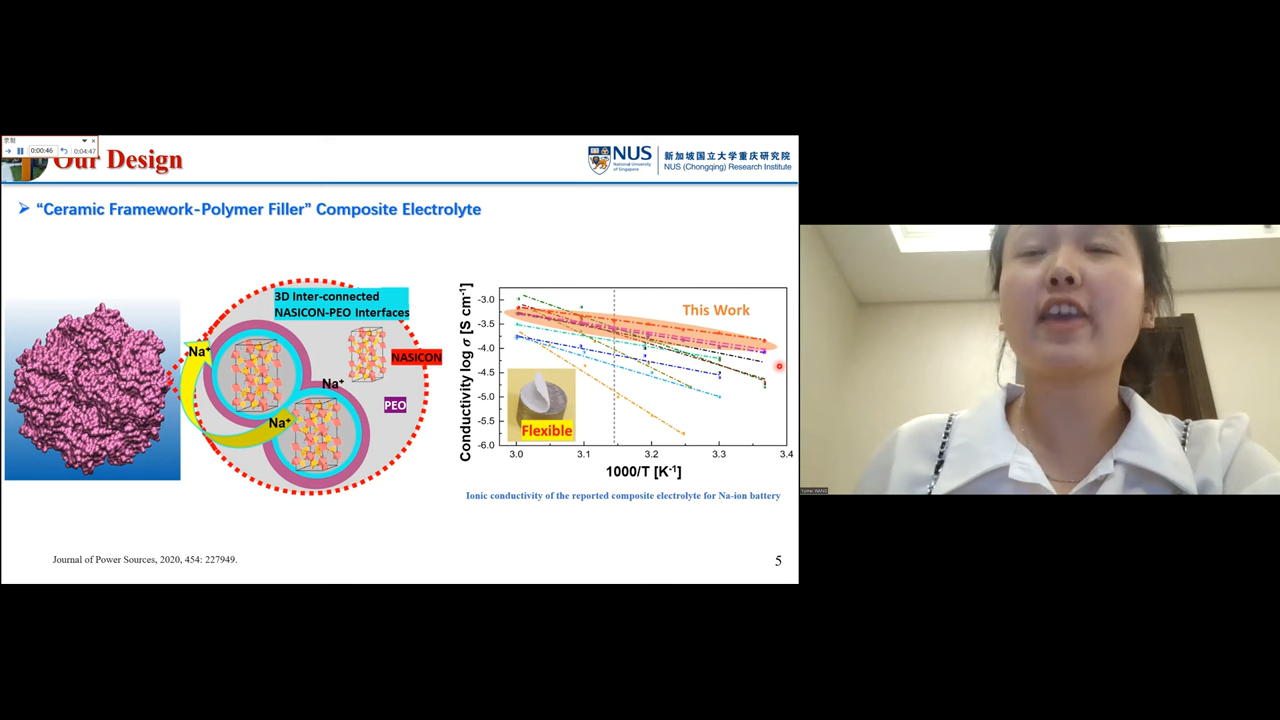 录制
0:00:46
0:04:47
Our Design
NUS
National University
of Singapore
新加坡国立大学重庆研究院
NUS (Chongqing) Research Institute
➢ “Ceramic Framework-Polymer Filler” Composite Electrolyte
3D Inter-connected
NASICON-PEO Interfaces
Na⁺
NASICON
Na⁺
PEO
Na⁺
Conductivity log σ [S cm⁻¹]
-3.0
-3.5
-4.0
-4.5
-5.0
-5.5
-6.0
This Work
Flexible
3.0 3.1 3.2 3.3 3.4
1000/T [K⁻¹]
Ionic conductivity of the reported composite electrolyte for Na-ion battery
Journal of Power Sources, 2020, 454: 227949.
5
Yumei WANG